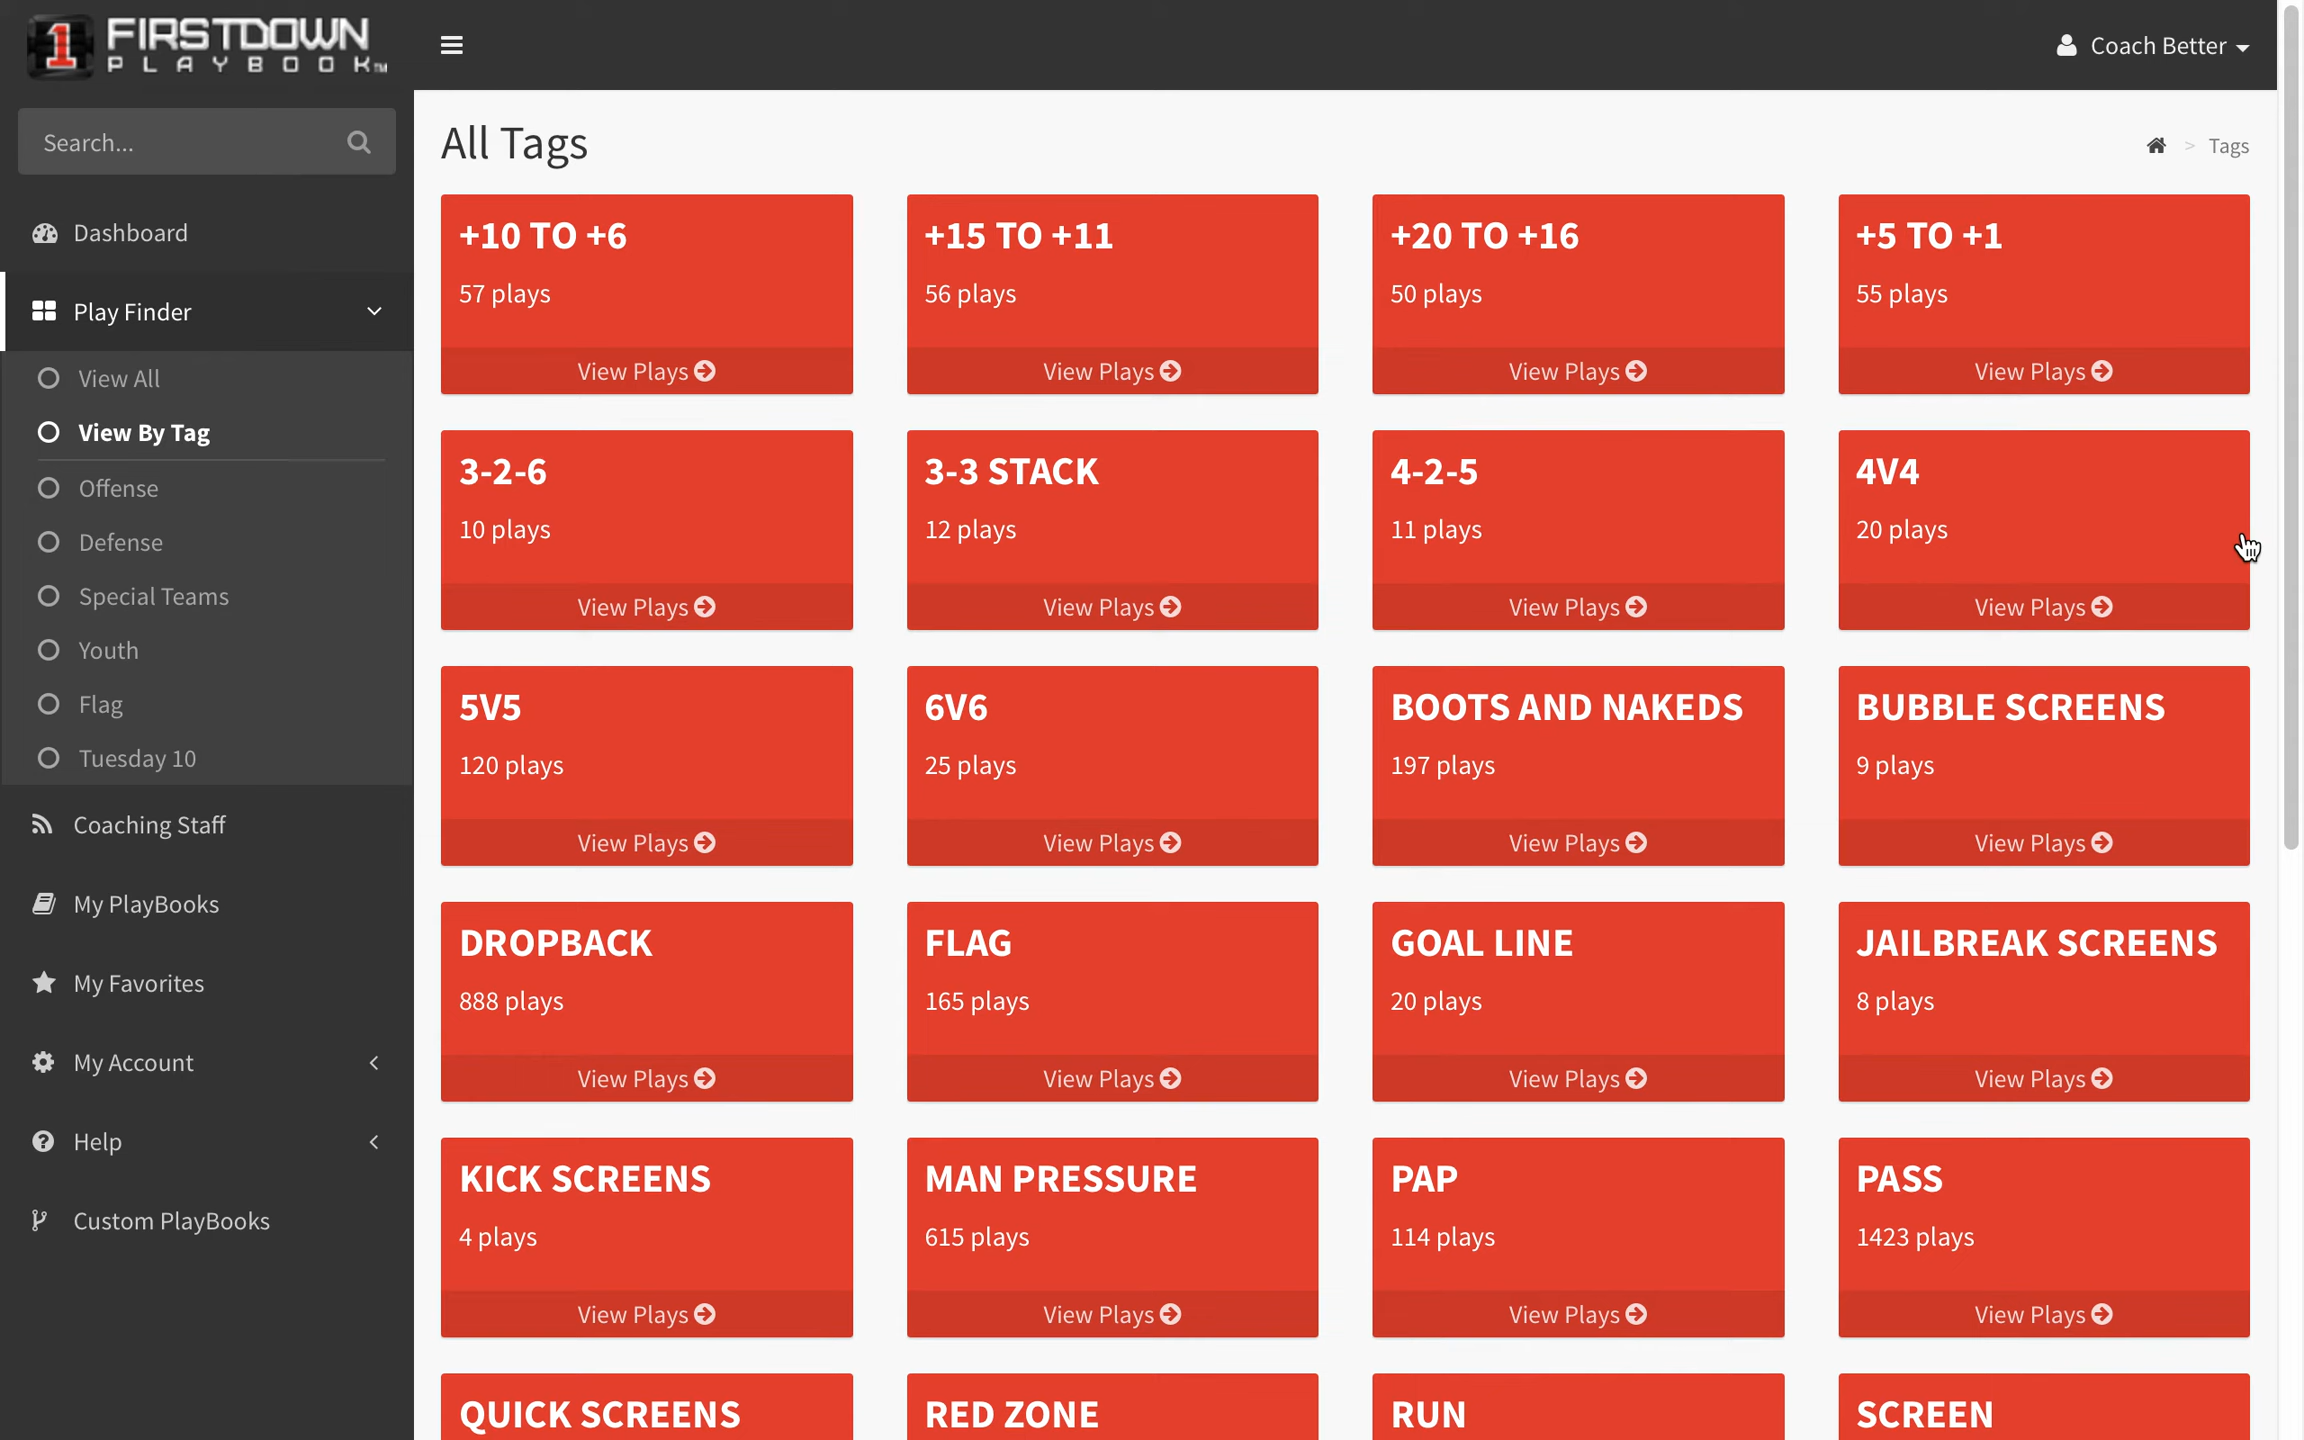 1 FIRSTDOWN
PLAYBOOK™
Coach Better
Search...
Dashboard
Play Finder
View All
View By Tag
Offense
Defense
Special Teams
Youth
Flag
Tuesday 10
Coaching Staff
My PlayBooks
My Favorites
My Account
Help
Custom PlayBooks
All Tags
> Tags
+10 TO +6
57 plays
View Plays
+15 TO +11
56 plays
View Plays
+20 TO +16
50 plays
View Plays
+5 TO +1
55 plays
View Plays
3-2-6
10 plays
View Plays
3-3 STACK
12 plays
View Plays
4-2-5
11 plays
View Plays
4V4
20 plays
View Plays
5V5
120 plays
View Plays
6V6
25 plays
View Plays
BOOTS AND NAKEDS
197 plays
View Plays
BUBBLE SCREENS
9 plays
View Plays
DROPBACK
888 plays
View Plays
FLAG
165 plays
View Plays
GOAL LINE
20 plays
View Plays
JAILBREAK SCREENS
8 plays
View Plays
KICK SCREENS
4 plays
View Plays
MAN PRESSURE
615 plays
View Plays
PAP
114 plays
View Plays
PASS
1423 plays
View Plays
QUICK SCREENS
RED ZONE
RUN
SCREEN